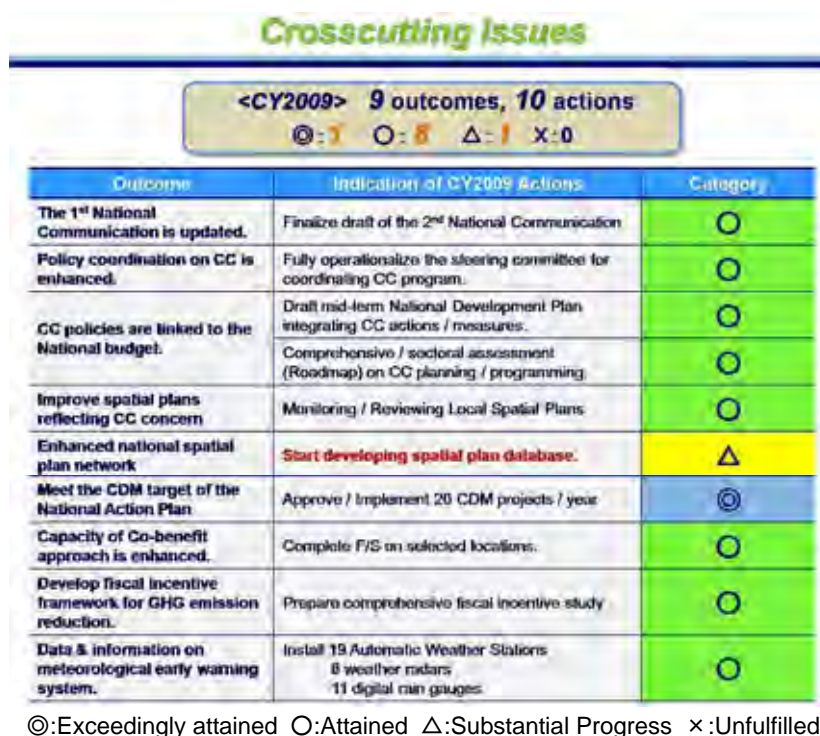 Crosscutting Issues
<CY2009> 9 outcomes, 10 actions
◎:1 ○:8 △:1 X:0
Outcome Indication of CY2009 Actions Category
The 1st National
Communication is updated.
Finalize draft of the 2nd National Communication
○
Policy coordination on CC is
enhanced.
Fully operationalize the steering committee for
coordinating CC program.
○
CC policies are linked to the
National budget.
Draft mid-term National Development Plan
integrating CC actions / measures.
○
Comprehensive / sectoral assessment
(Roadmap) on CC planning / programming
○
Improve spatial plans
reflecting CC concern
Monitoring / Reviewing Local Spatial Plans
○
Enhanced national spatial
plan network
Start developing spatial plan database.
△
Meet the CDM target of the
National Action Plan
Approve / Implement 20 CDM projects / year
◎
Capacity of Co-benefit
approach is enhanced.
Complete F/S on selected locations.
○
Develop fiscal incentive
framework for GHG emission
reduction.
Prepare comprehensive fiscal incentive study
○
Data & information on
meteorological early warning
system.
Install 19 Automatic Weather Stations
weather radars
11 digital rain gauges
○
◎:Exceedingly attained ○:Attained △:Substantial Progress ×:Unfulfilled